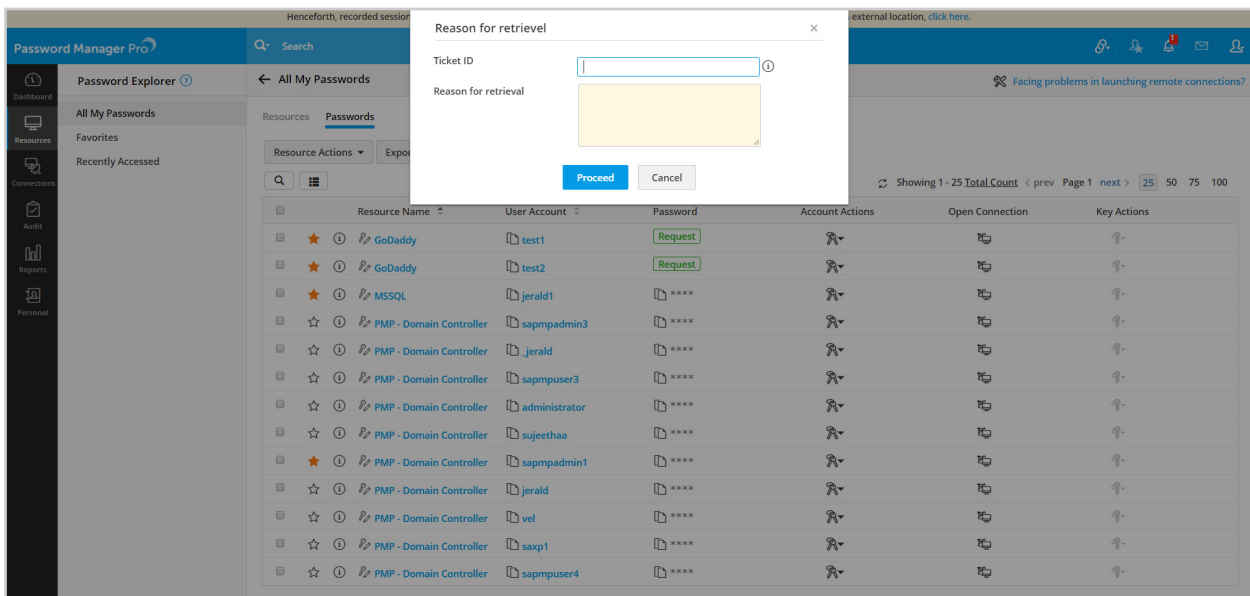 Henceforth, recorded session
external location, click here.
Reason for retrievel ×
Ticket ID
Reason for retrieval
Proceed Cancel
Password Manager Pro
Search
Dashboard
Resources
Connections
Audit
Reports
Personal
Password Explorer
All My Passwords
Favorites
Recently Accessed
← All My Passwords
Facing problems in launching remote connections?
Resources Passwords
Resource Actions Expor
Showing 1 - 25 Total Count < prev Page 1 next > 25 50 75 100
Resource Name User Account Password Account Actions Open Connection Key Actions
GoDaddy test1 Request
GoDaddy test2 Request
MSSQL jerald1 ****
PMP - Domain Controller sapmpadmin3 ****
PMP - Domain Controller _jerald ****
PMP - Domain Controller sapmpuser3 ****
PMP - Domain Controller administrator ****
PMP - Domain Controller sujeethaa ****
PMP - Domain Controller sapmpadmin1 ****
PMP - Domain Controller jerald ****
PMP - Domain Controller vel ****
PMP - Domain Controller saxp1 ****
PMP - Domain Controller sapmpuser4 ****